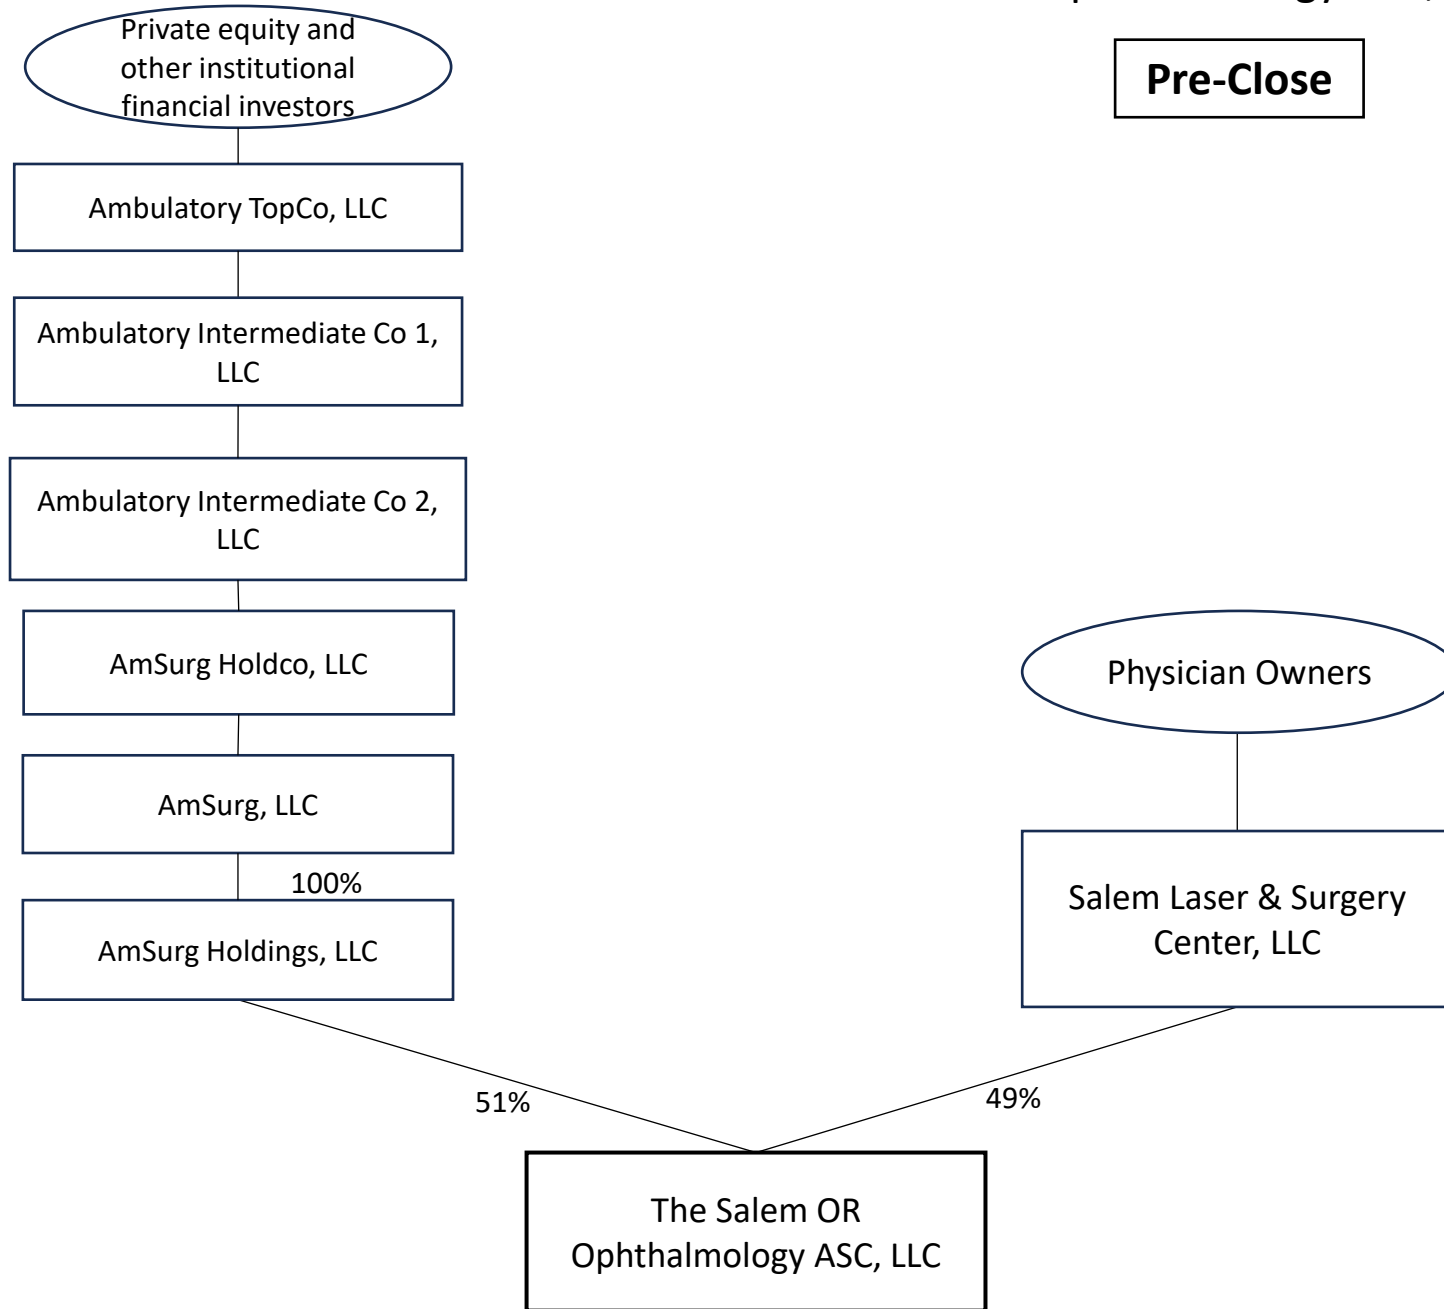 Pre-Close
Private equity and
other institutional
financial investors
Ambulatory TopCo, LLC
Ambulatory Intermediate Co 1,
LLC
Ambulatory Intermediate Co 2,
LLC
AmSurg Holdco, LLC
AmSurg, LLC
100%
AmSurg Holdings, LLC
Physician Owners
Salem Laser & Surgery
Center, LLC
51%
49%
The Salem OR
Ophthalmology ASC, LLC